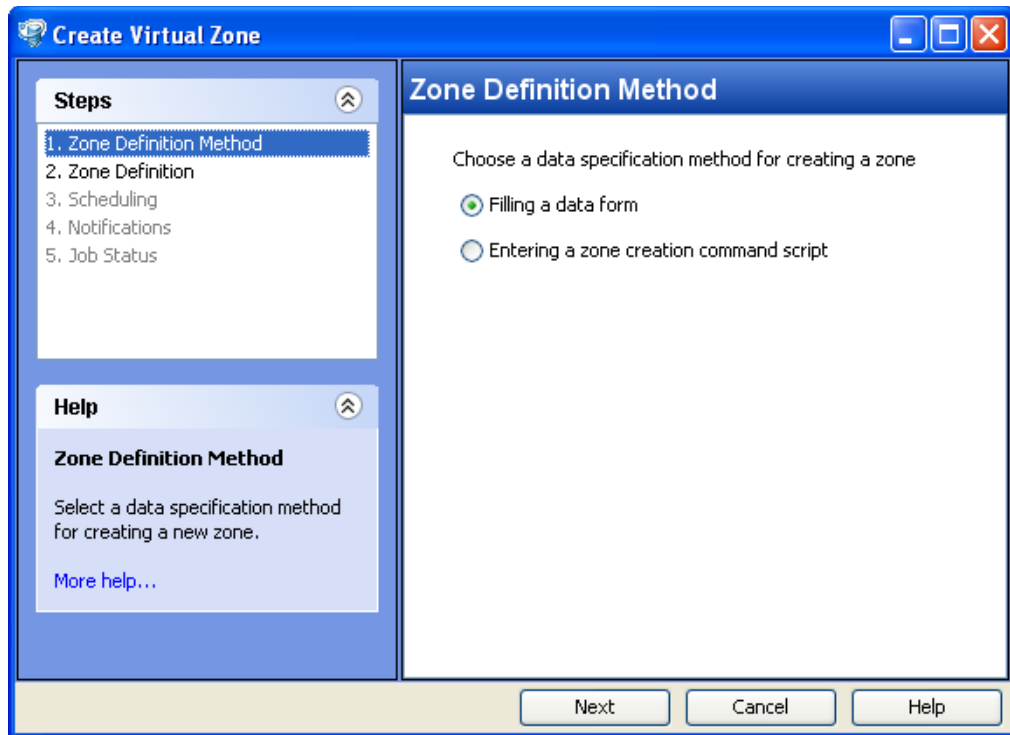 Create Virtual Zone
Steps
1. Zone Definition Method
2. Zone Definition
3. Scheduling
4. Notifications
5. Job Status
Help
Zone Definition Method
Select a data specification method
for creating a new zone.
More help...
Zone Definition Method
Choose a data specification method for creating a zone
Filling a data form
Entering a zone creation command script
Next
Cancel
Help